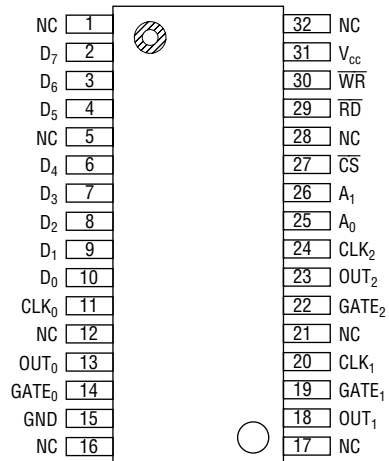 NC 1 32 NC
D₇ 2 31 Vcc
D₆ 3 30 W̅R̅
D₅ 4 29 R̅D̅
NC 5 28 NC
D₄ 6 27 C̅S̅
D₃ 7 26 A₁
D₂ 8 25 A₀
D₁ 9 24 CLK₂
D₀ 10 23 OUT₂
CLK₀ 11 22 GATE₂
NC 12 21 NC
OUT₀ 13 20 CLK₁
GATE₀ 14 19 GATE₁
GND 15 18 OUT₁
NC 16 17 NC